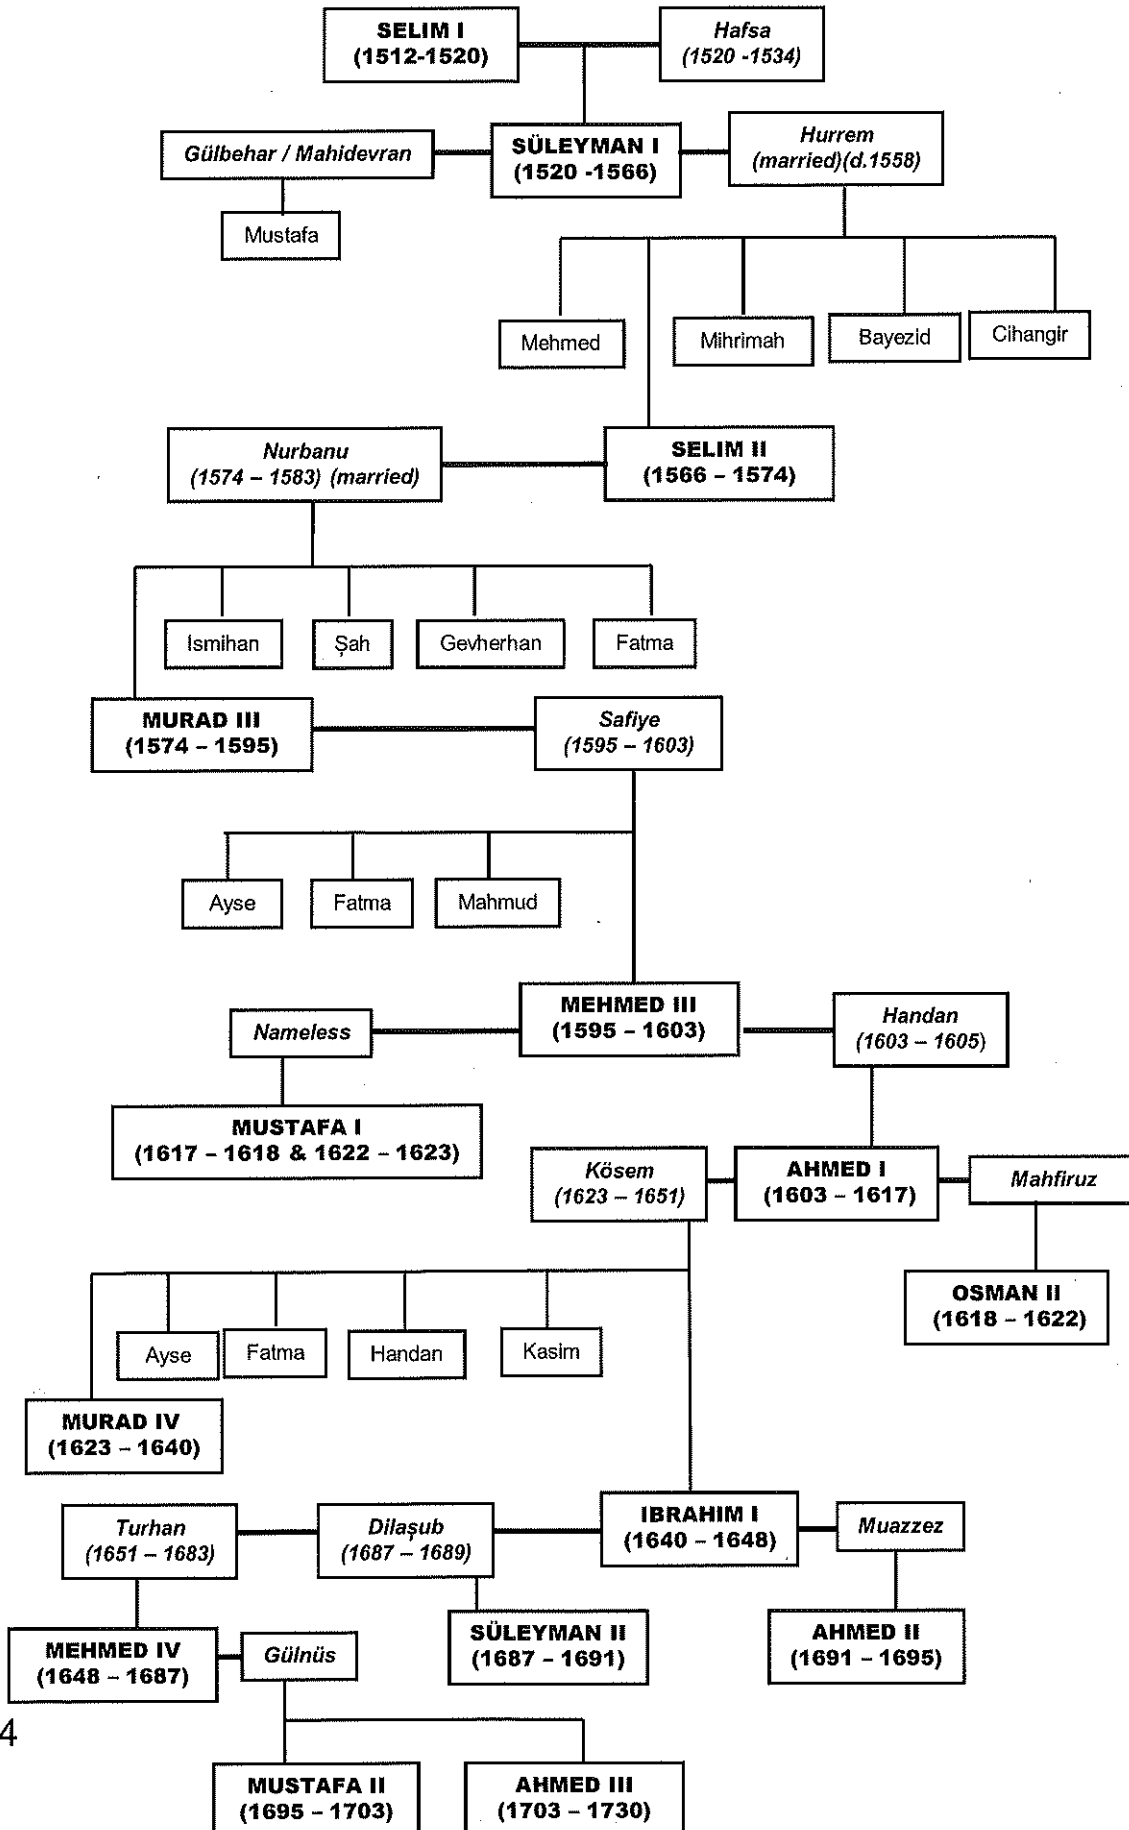 SELIM I
(1512-1520)
Hafsa
(1520 -1534)
Gülbehar / Mahidevran
SÜLEYMAN I
(1520 -1566)
Hurrem
(married)(d.1558)
Mustafa
Mehmed
Mihrimah
Bayezid
Cihangir
Nurbanu
(1574 – 1583) (married)
SELIM II
(1566 – 1574)
Ismihan
Şah
Gevherhan
Fatma
MURAD III
(1574 – 1595)
Safiye
(1595 – 1603)
Ayse
Fatma
Mahmud
Nameless
MEHMED III
(1595 – 1603)
Handan
(1603 – 1605)
MUSTAFA I
(1617 – 1618 & 1622 – 1623)
Kösem
(1623 – 1651)
AHMED I
(1603 – 1617)
Mahfiruz
OSMAN II
(1618 – 1622)
Ayse
Fatma
Handan
Kasim
MURAD IV
(1623 – 1640)
Turhan
(1651 – 1683)
Dilaşub
(1687 – 1689)
IBRAHIM I
(1640 – 1648)
Muazzez
MEHMED IV
(1648 – 1687)
Gülnüs
SÜLEYMAN II
(1687 – 1691)
AHMED II
(1691 – 1695)
4
MUSTAFA II
(1695 – 1703)
AHMED III
(1703 – 1730)